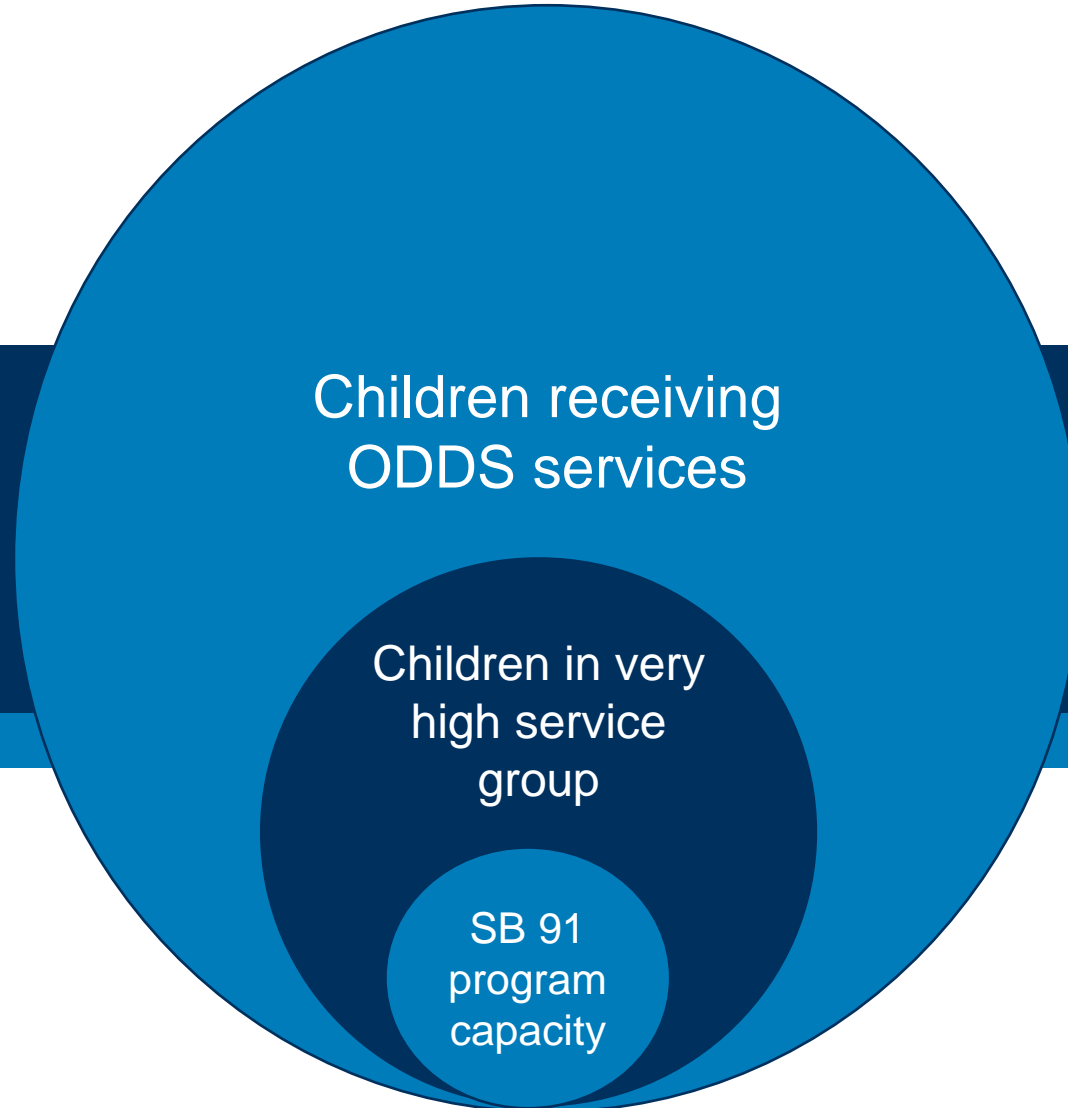 Children receiving
ODDS services
Children in very
high service
group
SB 91
program
capacity